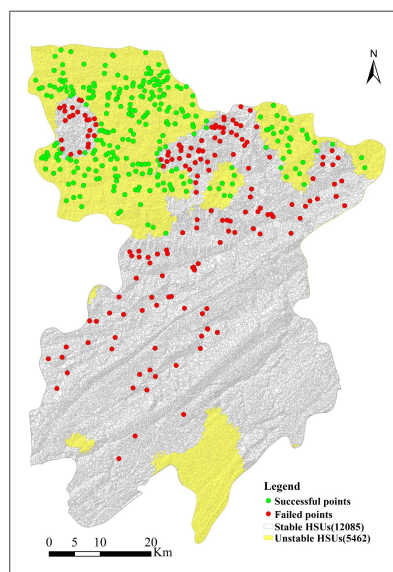 N
Legend
Successful points
Failed points
Stable HSUs(12085)
Unstable HSUs(5462)
0 5 10 20
Km